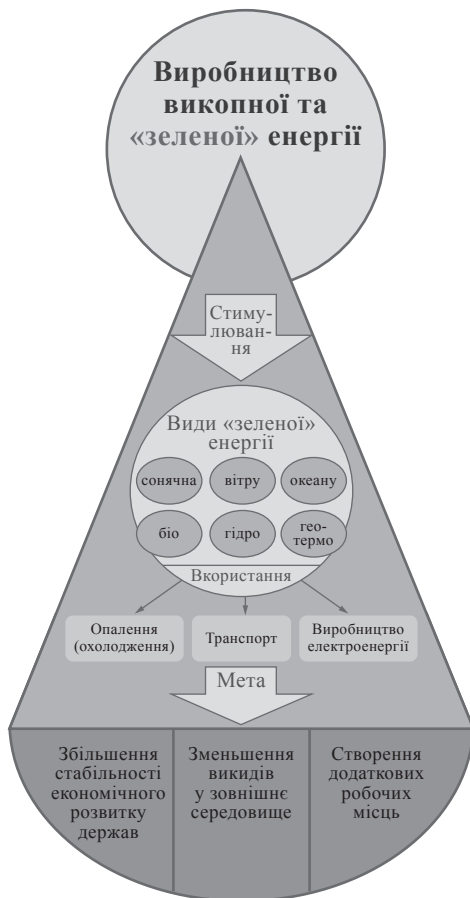 Виробництво
викопної та
«зеленої» енергії
Стиму-
люван-
ня
Види «зеленої»
енергії
сонячна
вітру
океану
біо
гідро
гео-
термо
Вкористання
Опалення
(охолодження)
Транспорт
Виробництво
електроенергії
Мета
Збільшення
стабільності
економічного
розвитку
держав
Зменшення
викидів
у зовнішнє
середовище
Створення
додаткових
робочих
місць